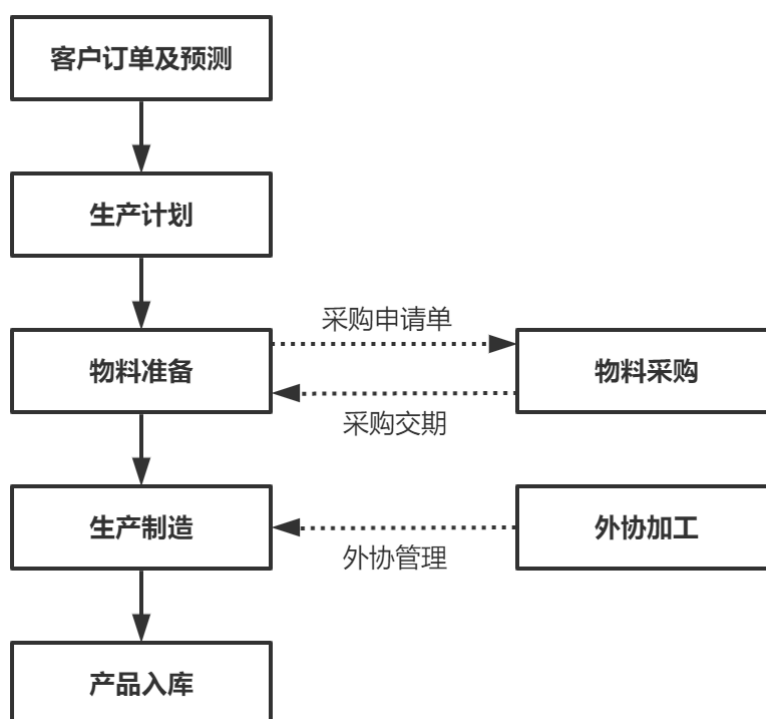 客户订单及预测
生产计划
采购申请单
物料准备
物料采购
采购交期
生产制造
外协加工
外协管理
产品入库